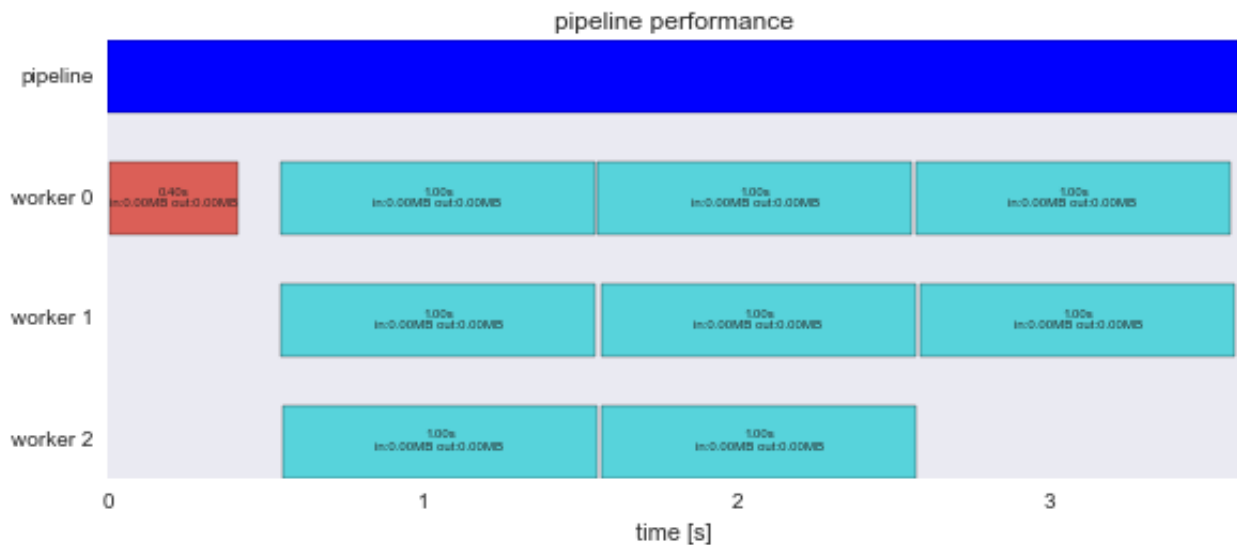 pipeline performance
pipeline
worker 0
0.40s
in:0.00MB out:0.00MB
1.00s
in:0.00MB out:0.00MB
1.00s
in:0.00MB out:0.00MB
1.00s
in:0.00MB out:0.00MB
worker 1
1.00s
in:0.00MB out:0.00MB
1.00s
in:0.00MB out:0.00MB
1.00s
in:0.00MB out:0.00MB
worker 2
1.00s
in:0.00MB out:0.00MB
1.00s
in:0.00MB out:0.00MB
0 1 2 3
time [s]